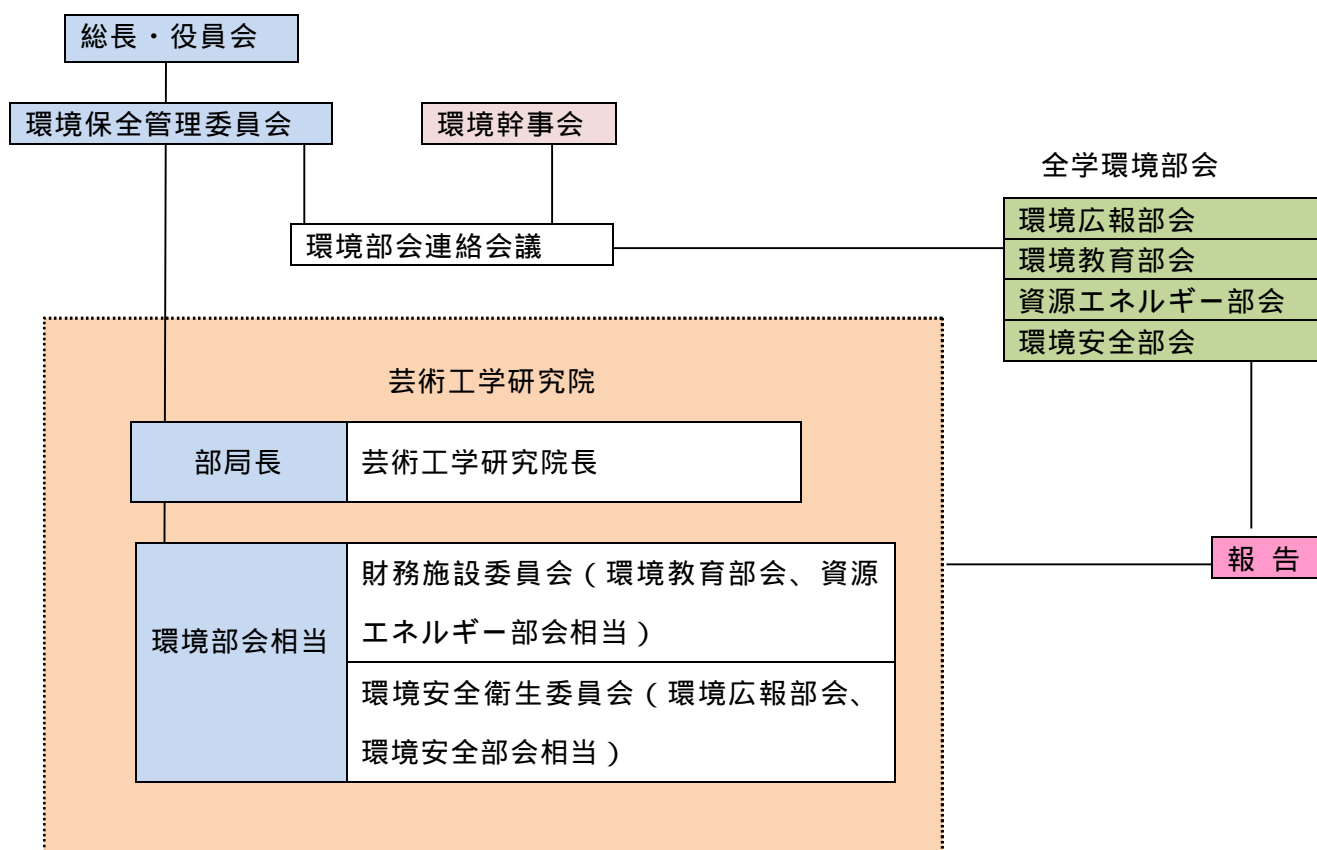 総長・役員会
環境保全管理委員会
環境幹事会
全学環境部会
環境広報部会
環境部会連絡会議
環境教育部会
資源エネルギー部会
環境安全部会
芸術工学研究院
部局長
芸術工学研究院長
報 告
財務施設委員会（環境教育部会、資源
エネルギー部会相当）
環境部会相当
環境安全衛生委員会（環境広報部会、
環境安全部会相当）